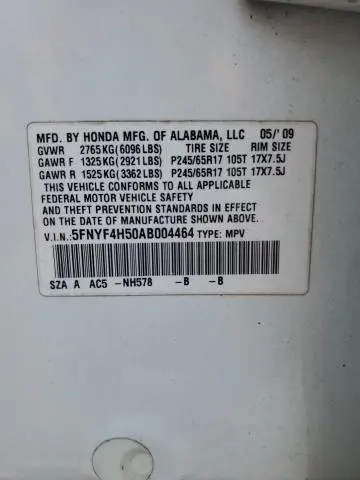 MFD. BY HONDA MFG. OF ALABAMA, LLC 05/'09
GVWR 2765KG(6096LBS) TIRE SIZE RIM SIZE
GAWR F 1325KG(2921LBS) P245/65R17 105T 17X7.5J
GAWR R 1525KG(3362LBS) P245/65R17 105T 17X7.5J
THIS VEHICLE CONFORMS TO ALL APPLICABLE
FEDERAL MOTOR VEHICLE SAFETY
AND THEFT PREVENTION STANDARDS IN EFFECT
ON THE DATE OF MANUFACTURE SHOWN ABOVE.
V.I.N.:5FNYF4H50AB004464 TYPE: MPV
SZA A AC5 -NH578 -B -B